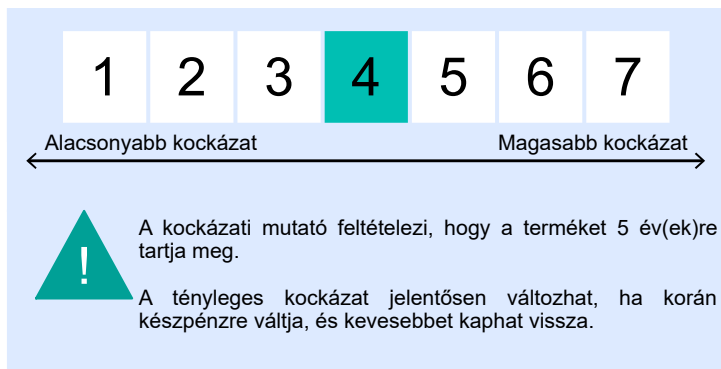 1 2 3 4 5 6 7
Alacsonyabb kockázat Magasabb kockázat
!
A kockázati mutató feltételezi, hogy a terméket 5 év(ek)re
tartja meg.
A tényleges kockázat jelentősen változhat, ha korán
készpénzre váltja, és kevesebbet kaphat vissza.